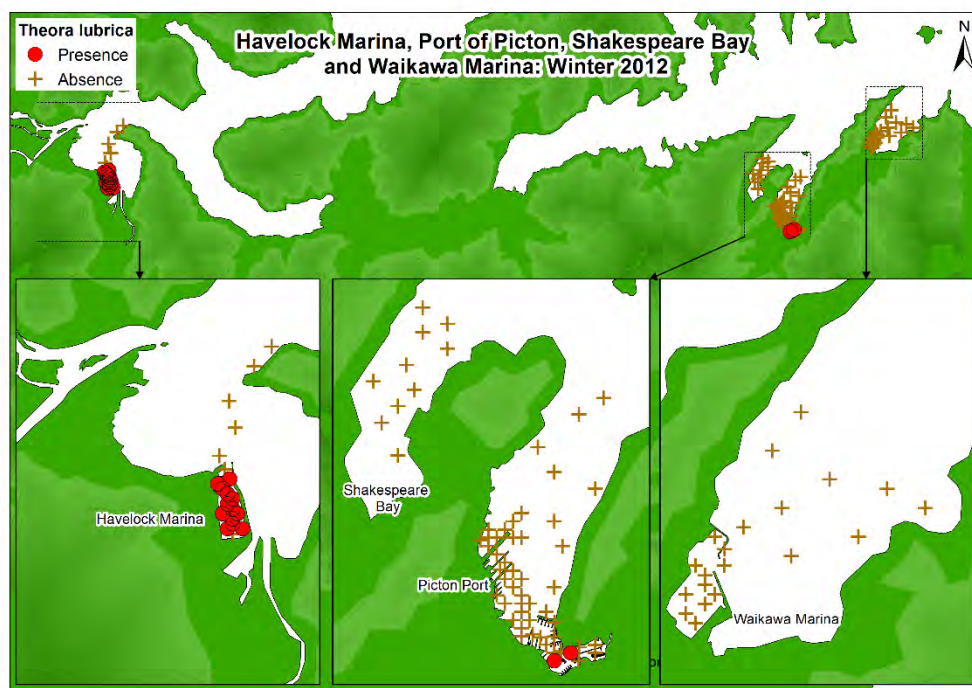 Theora lubrica
Presence
Absence
Havelock Marina, Port of Picton, Shakespeare Bay
and Waikawa Marina: Winter 2012
N
Havelock Marina
Shakespeare
Bay
Picton Port
Waikawa Marina